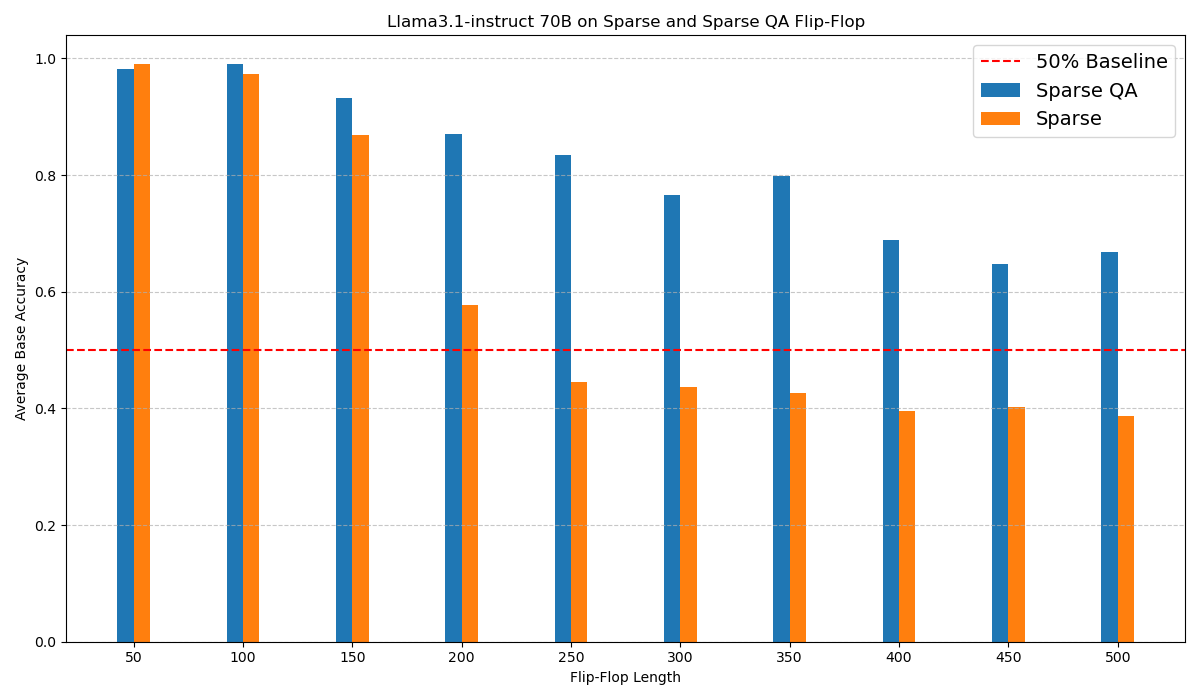 Llama3.1-instruct 70B on Sparse and Sparse QA Flip-Flop
50% Baseline
Sparse QA
Sparse
Average Base Accuracy
1.0
0.8
0.6
0.4
0.2
0.0
50 100 150 200 250 300 350 400 450 500
Flip-Flop Length